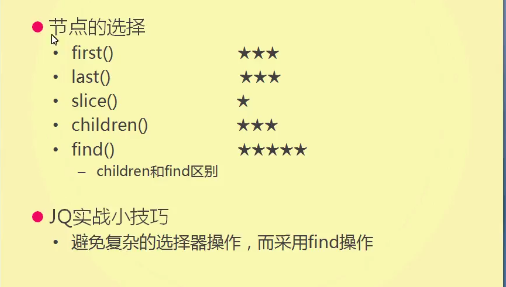 节点的选择
first() ★★★
last() ★★★
slice() ★
children() ★★★
find() ★★★★★
– children和find区别
JQ实战小技巧
避免复杂的选择器操作，而采用find操作